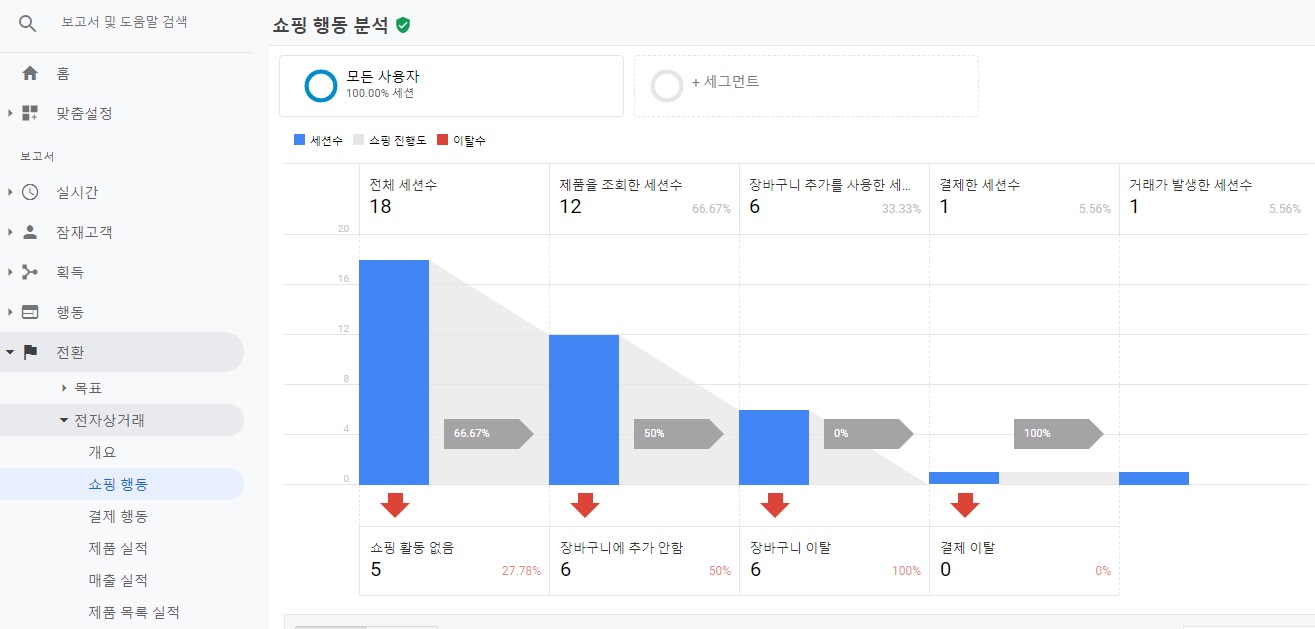 보고서 및 도움말 검색
홈
맞춤설정
보고서
실시간
잠재고객
획득
행동
전환
목표
전자상거래
개요
쇼핑 행동
결제 행동
제품 실적
매출 실적
제품 목록 실적
쇼핑 행동 분석
모든 사용자
100.00% 세션
+ 세그먼트
세션수 쇼핑 진행도 이탈수
전체 세션수 제품을 조회한 세션수 장바구니 추가를 사용한 세... 결제한 세션수 거래가 발생한 세션수
18 12 66.67% 6 33.33% 1 5.56% 1 5.56%
20
16
12
8
4
0
66.67% 50% 0% 100%
쇼핑 활동 없음 장바구니에 추가 안함 장바구니 이탈 결제 이탈
5 27.78% 6 50% 6 100% 0 0%